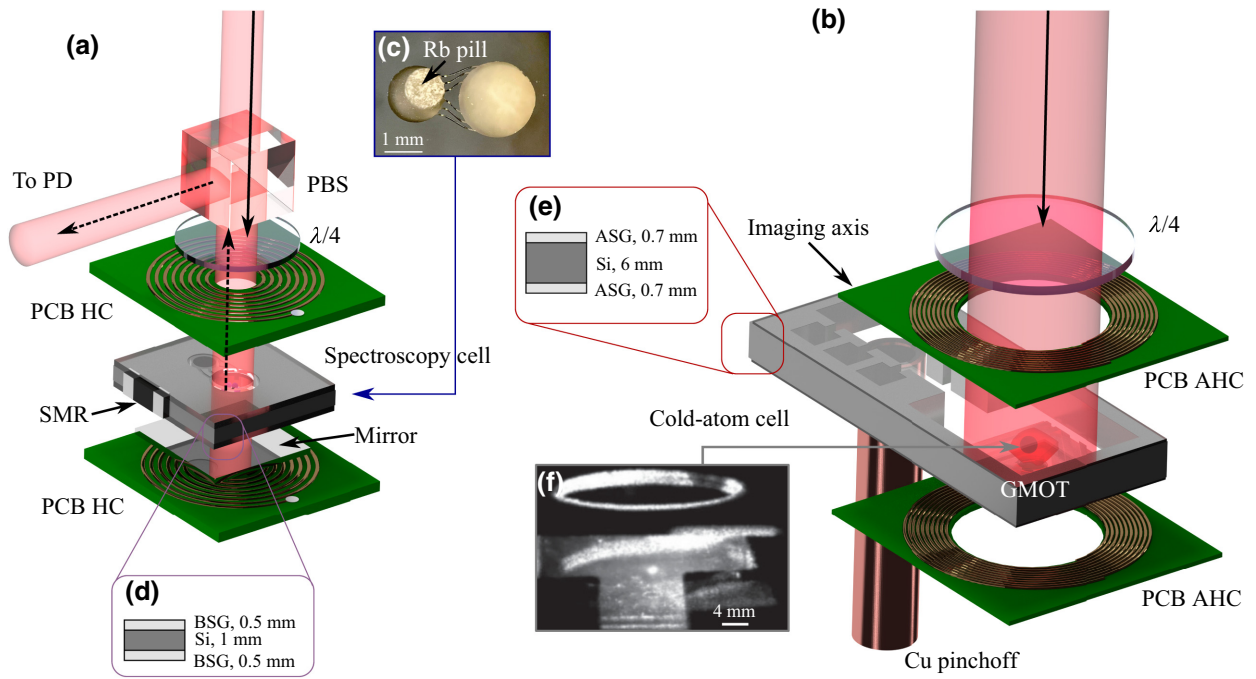 (a)
To PD
PBS
λ/4
PCB HC
SMR
Mirror
PCB HC
Spectroscopy cell
(c)
Rb pill
1 mm
(d)
BSG, 0.5 mm
Si, 1 mm
BSG, 0.5 mm
(b)
(e)
ASG, 0.7 mm
Si, 6 mm
ASG, 0.7 mm
Imaging axis
λ/4
PCB AHC
Cold-atom cell
GMOT
(f)
4 mm
PCB AHC
Cu pinchoff